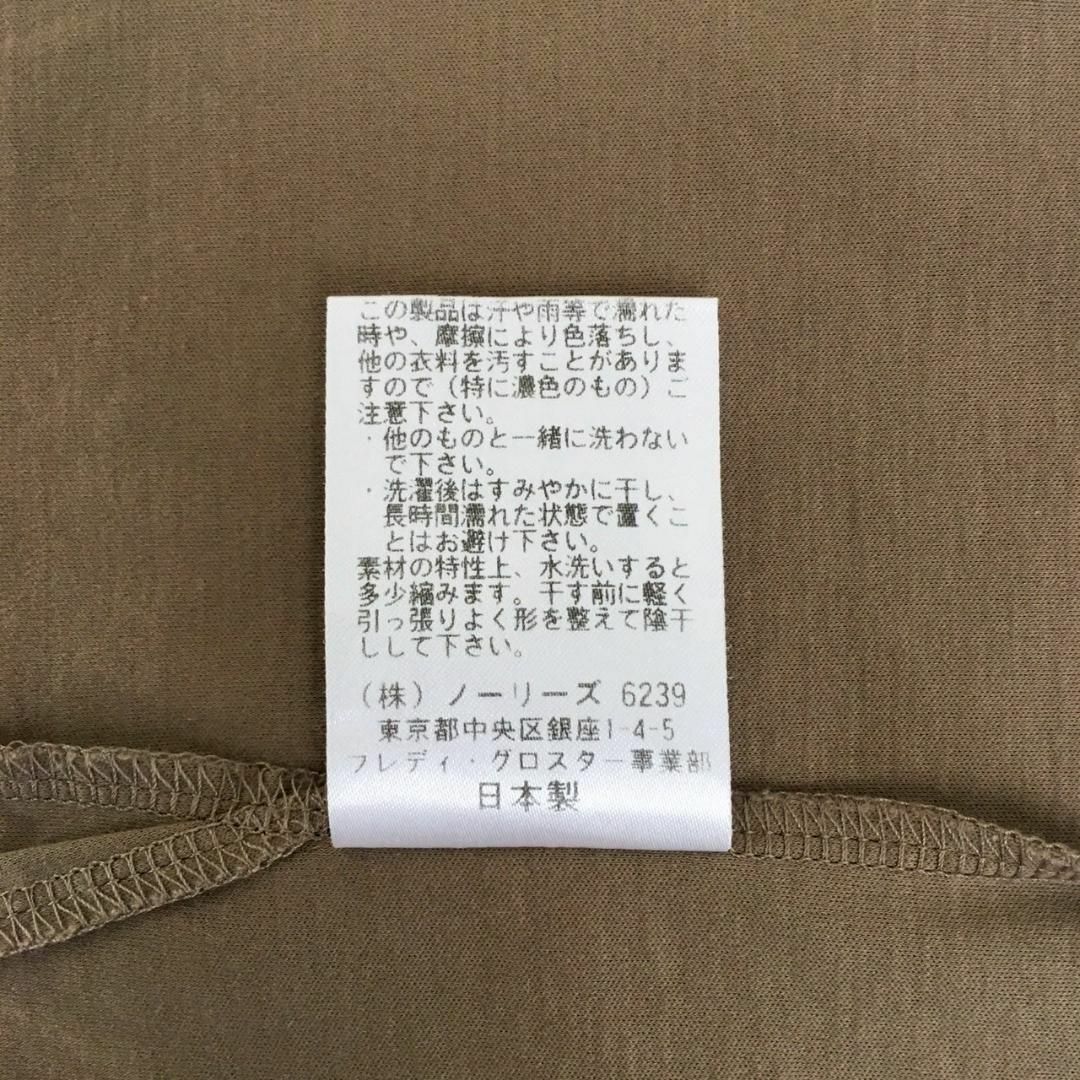 この製品は汗や雨等で濡れた
時や、摩擦により色落ちし、
他の衣料を汚すことがありま
すので（特に濃色のもの）ご
注意下さい。
・他のものと一緒に洗わない
で下さい。
・洗濯後はすみやかに干し、
長時間濡れた状態で置くこ
とはお避け下さい。
素材の特性上、水洗いすると
多少縮みます。干す前に軽く
引っ張りよく形を整えて陰干
しして下さい。
（株）ノーリーズ 6239
東京都中央区銀座1-4-5
フレディ・グロスター事業部
日本製